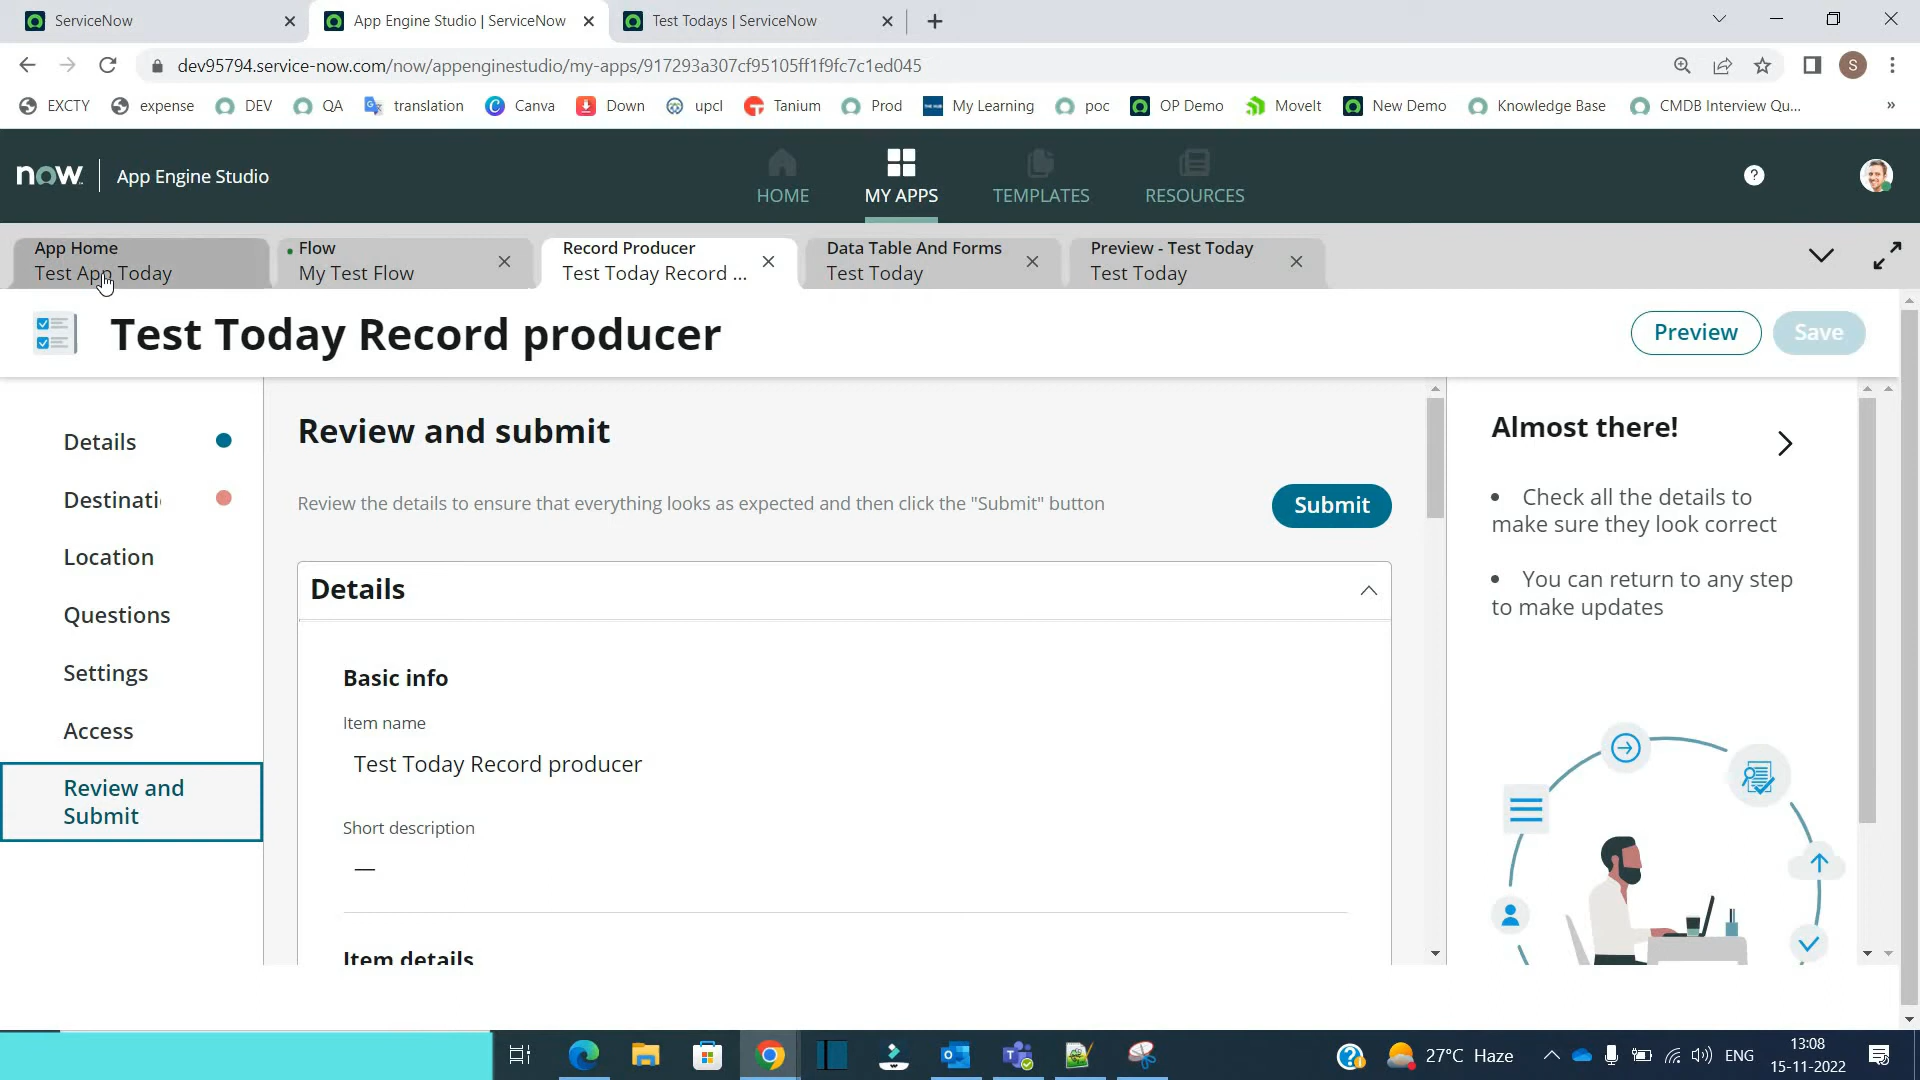 ServiceNow
App Engine Studio | ServiceNow
Test Todays | ServiceNow
dev95794.service-now.com/now/appenginestudio/my-apps/917293a307cf95105ff1f9fc7c1ed045
S
EXCTY
expense
DEV
QA
translation
Canva
Down
upcl
Tanium
Prod
My Learning
poc
OP Demo
MoveIt
New Demo
Knowledge Base
CMDB Interview Qu...
»
now
App Engine Studio
HOME
MY APPS
TEMPLATES
RESOURCES
App Home
Test App Today
Flow
My Test Flow
Record Producer
Test Today Record ...
Data Table And Forms
Test Today
Preview - Test Today
Test Today
Test Today Record producer
Preview
Save
Details
Destinati
Location
Questions
Settings
Access
Review and
Submit
Review and submit
Review the details to ensure that everything looks as expected and then click the "Submit" button
Submit
Details
Basic info
Item name
Test Today Record producer
Short description
—
Item details
Almost there!
• Check all the details to
make sure they look correct
• You can return to any step
to make updates
27°C Haze
ENG
13:08
15-11-2022